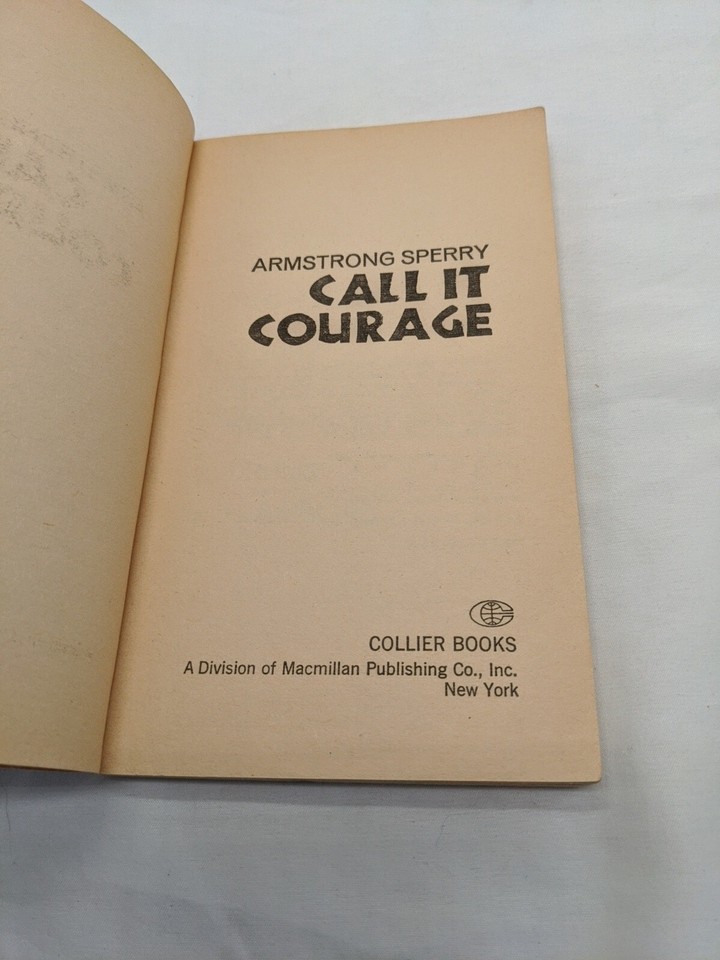 ARMSTRONG SPERRY
CALL IT
COURAGE
COLLIER BOOKS
A Division of Macmillan Publishing Co., Inc.
New York